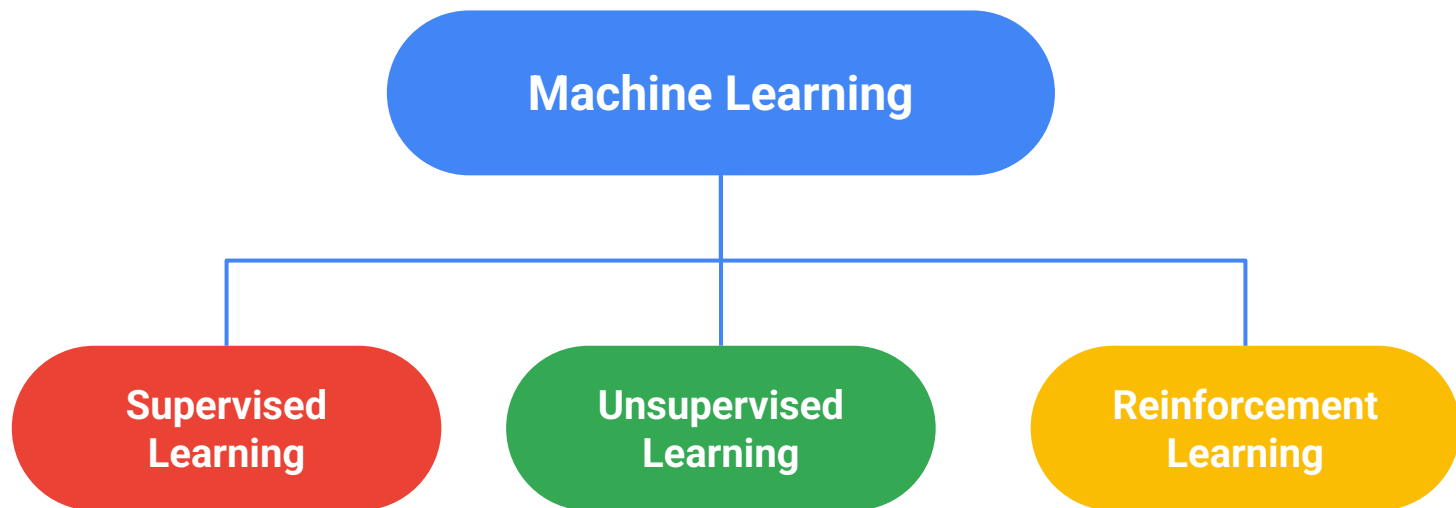 Machine Learning
Supervised
Learning
Unsupervised
Learning
Reinforcement
Learning